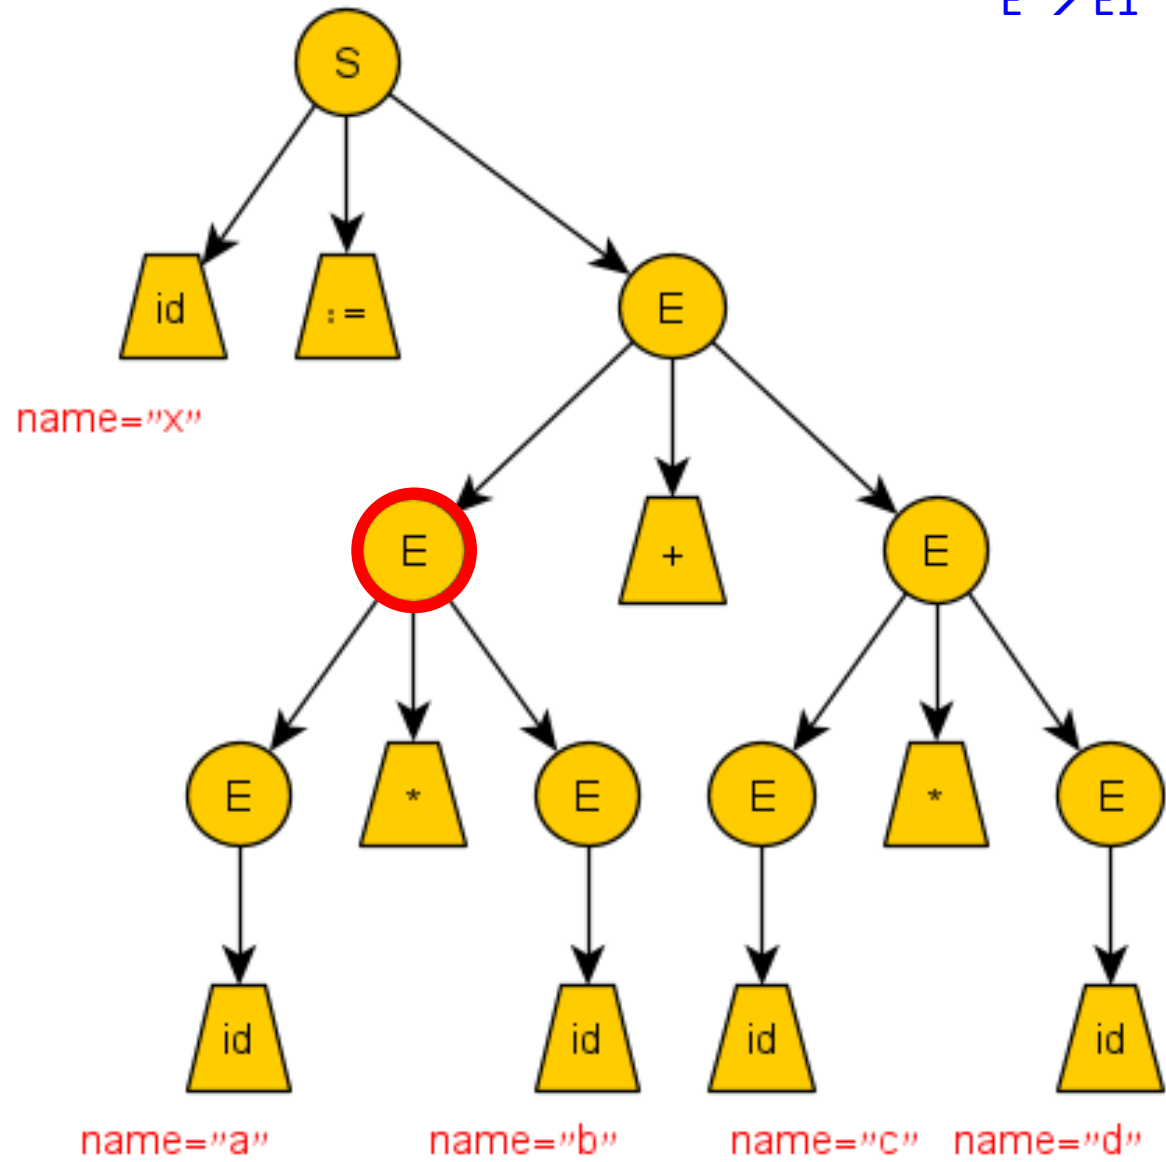 S
id := E
name="x"
E + E
E * E E * E
id id id id
name="a" name="b" name="c" name="d"